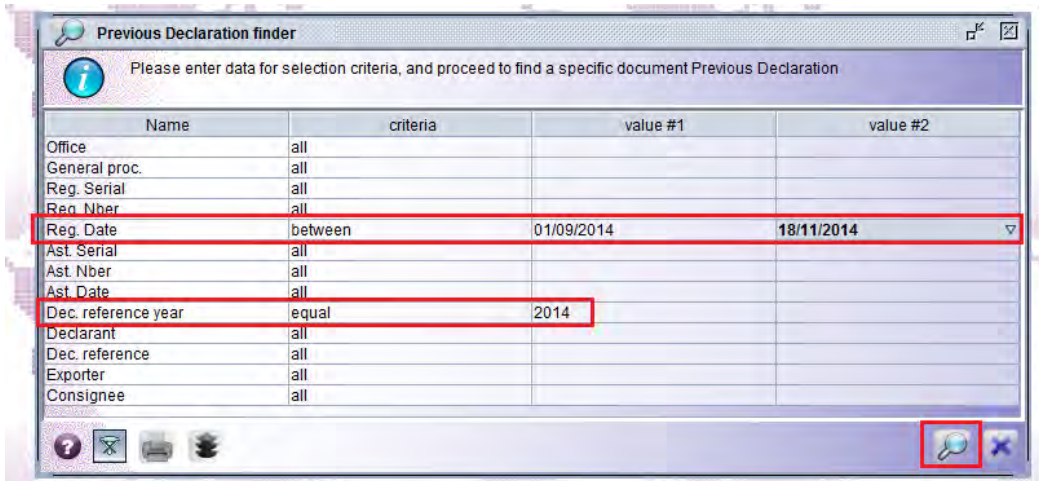 Previous Declaration finder
Please enter data for selection criteria, and proceed to find a specific document Previous Declaration
Name criteria value #1 value #2
Office all
General proc. all
Reg. Serial all
Reg. Nber all
Reg. Date between 01/09/2014 18/11/2014
Ast. Serial all
Ast. Nber all
Ast. Date all
Dec. reference year equal 2014
Declarant all
Dec. reference all
Exporter all
Consignee all